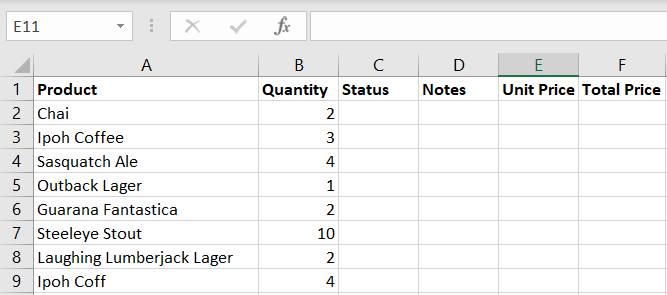 E11 fx
A B C D E F
1 Product Quantity Status Notes Unit Price Total Price
2 Chai 2
3 Ipoh Coffee 3
4 Sasquatch Ale 4
5 Outback Lager 1
6 Guarana Fantastica 2
7 Steeleye Stout 10
8 Laughing Lumberjack Lager 2
9 Ipoh Coff 4